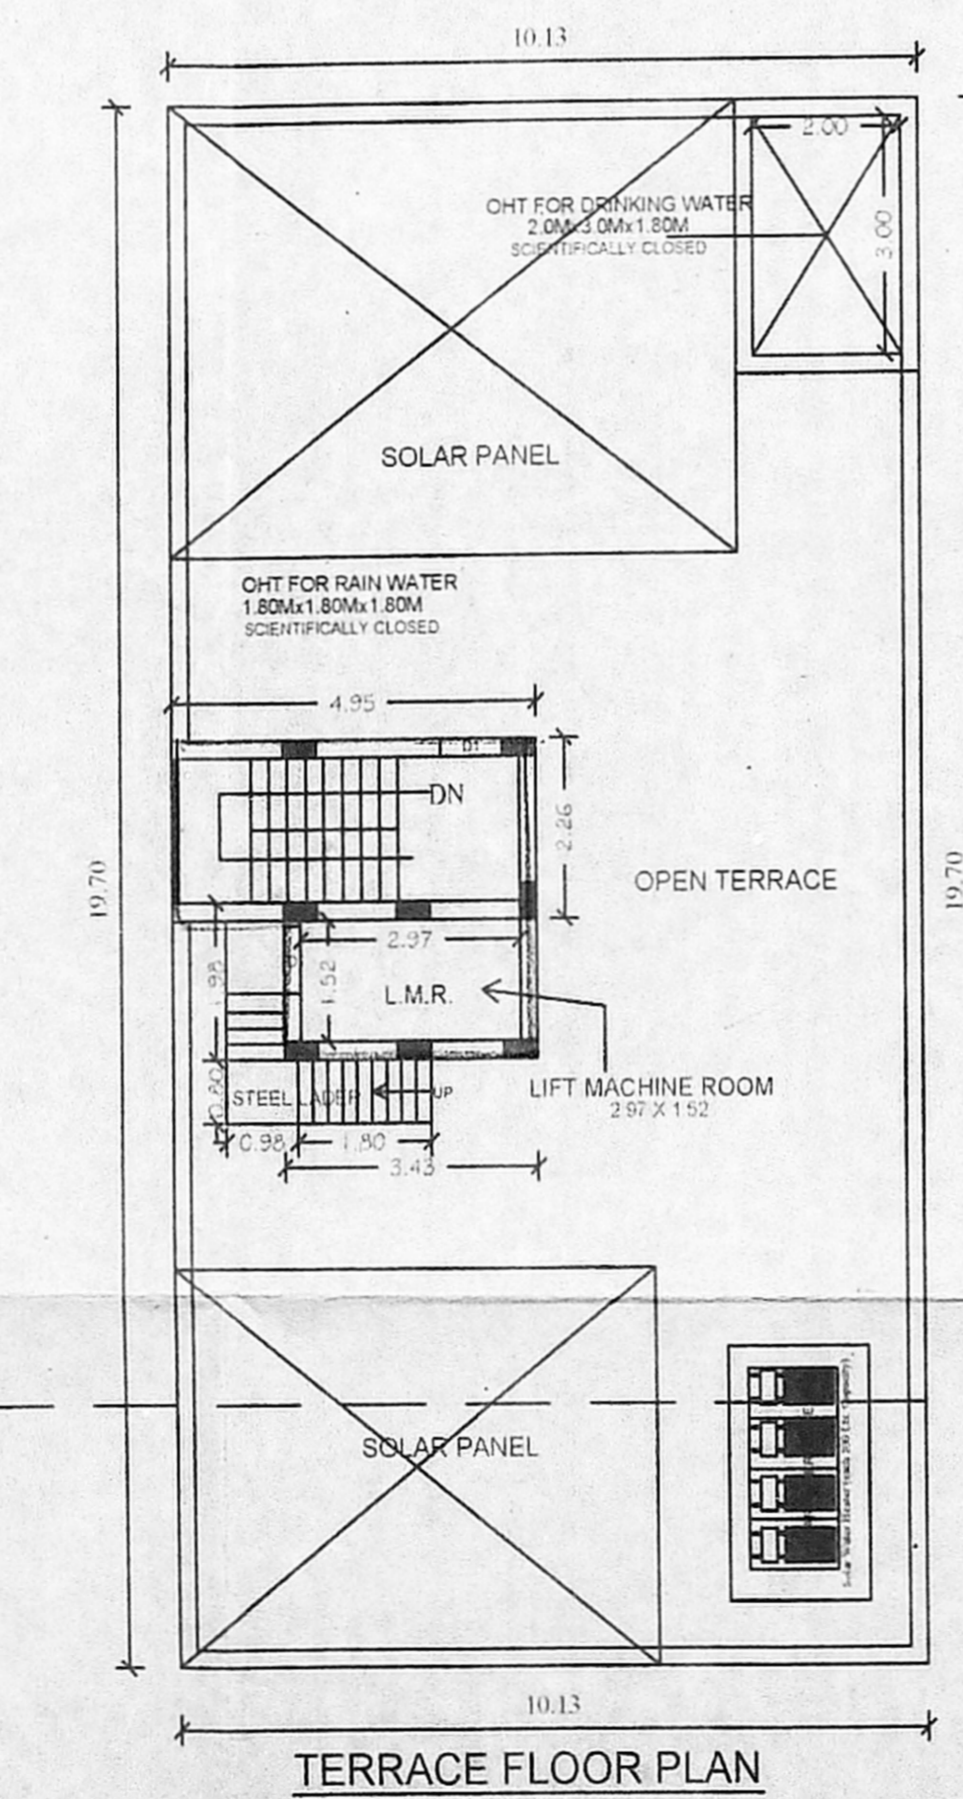 10.13
2.00
OHT FOR DRINKING WATER
2.0Mx3.0Mx1.80M
SCIENTIFICALLY CLOSED
3.00
SOLAR PANEL
OHT FOR RAIN WATER
1.80Mx1.80Mx1.80M
SCIENTIFICALLY CLOSED
4.95
D1
DN
2.26
19.70
OPEN TERRACE
19.70
2.97
1.98
1.52
L.M.R.
LIFT MACHINE ROOM
2.97 X 1.52
0.80
STEEL LADER
UP
0.98
1.80
3.43
SOLAR PANEL
10.13
TERRACE FLOOR PLAN